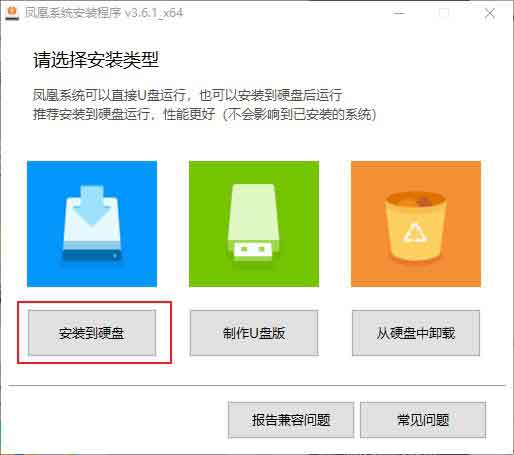 凤凰系统安装程序 v3.6.1_x64
请选择安装类型
凤凰系统可以直接U盘运行，也可以安装到硬盘后运行
推荐安装到硬盘运行，性能更好（不会影响到已安装的系统）
安装到硬盘
制作U盘版
从硬盘中卸载
报告兼容问题
常见问题